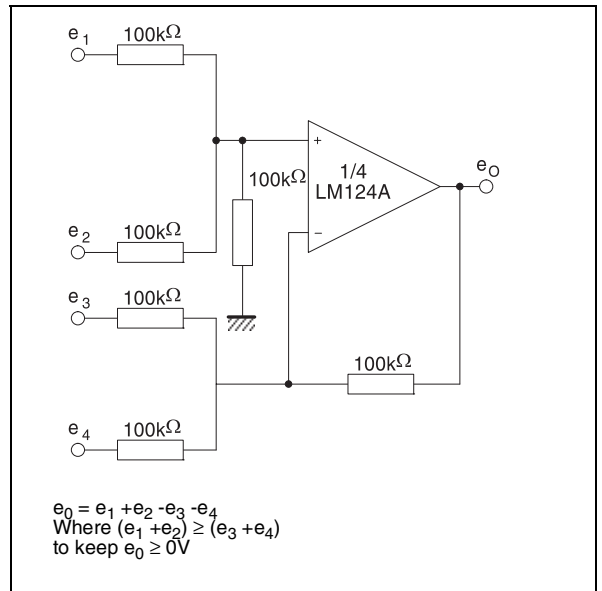 e1
100kΩ
100kΩ
+
1/4
LM124A
eO
e2
100kΩ
−
e3
100kΩ
100kΩ
e4
100kΩ
e0 = e1 +e2 -e3 -e4
Where (e1 +e2) ≥ (e3 +e4)
to keep e0 ≥ 0V